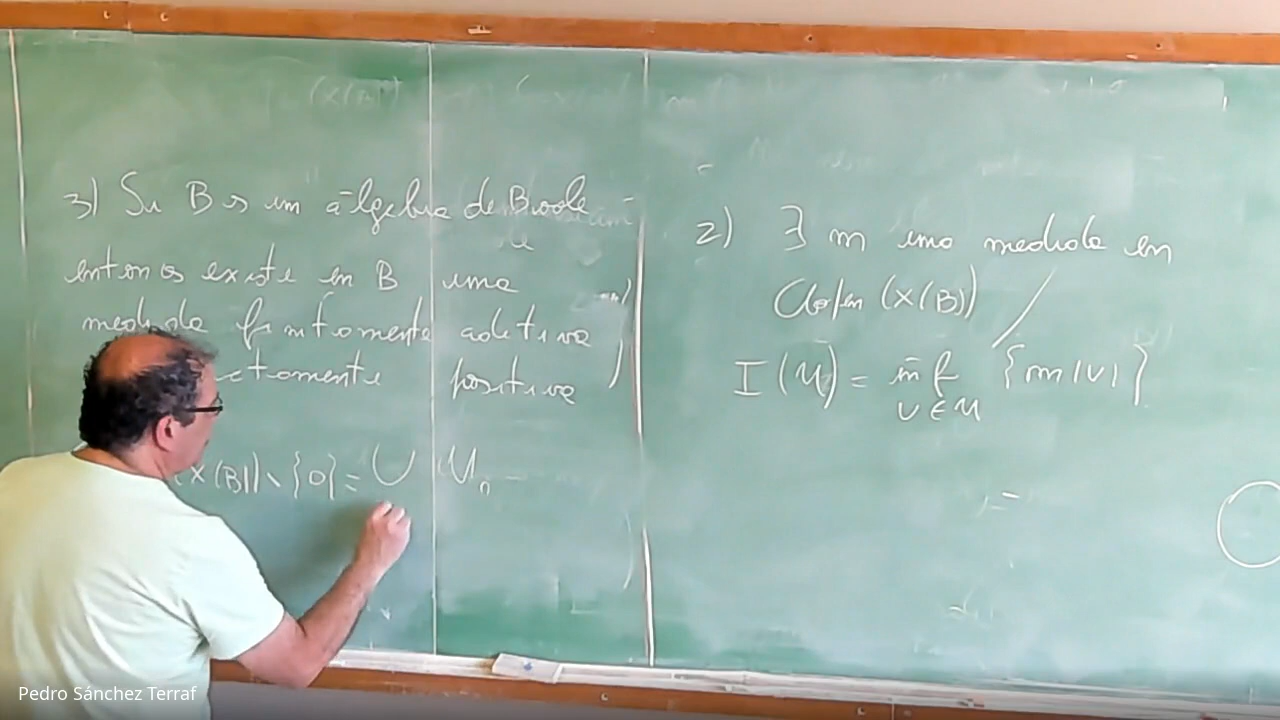 3) Si B es un álgebra de Boole
entonces existe en B una
medida finitamente aditiva
positiva
(X(B)) \ {0} = ∪ U_n
2) ∃ m una medida en
Clopen (X(B)) /
I(U) = inf {m(V)}
U ∈ U
Pedro Sánchez Terraf